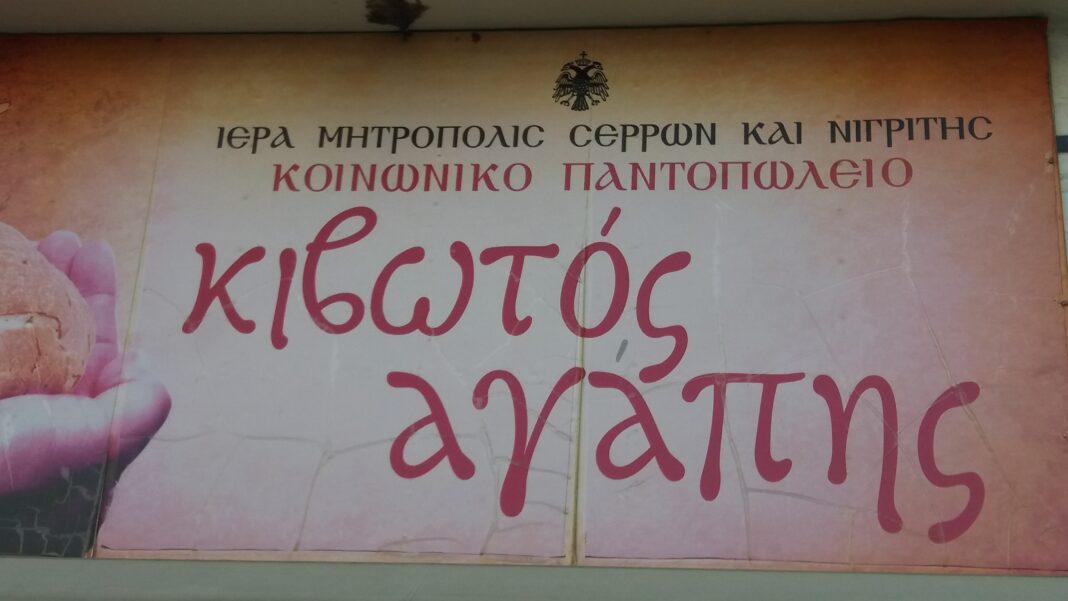 ΙΕΡΑ ΜΗΤΡΟΠΟΛΙϹ ϹΕΡΡΩΝ ΚΑΙ ΝΙΓΡΙΤΗϹ
ΚΟΙΝΩΝΙΚΟ ΠΑΝΤΟΠΩΛΕΙΟ
κιβωτός
αγάπης